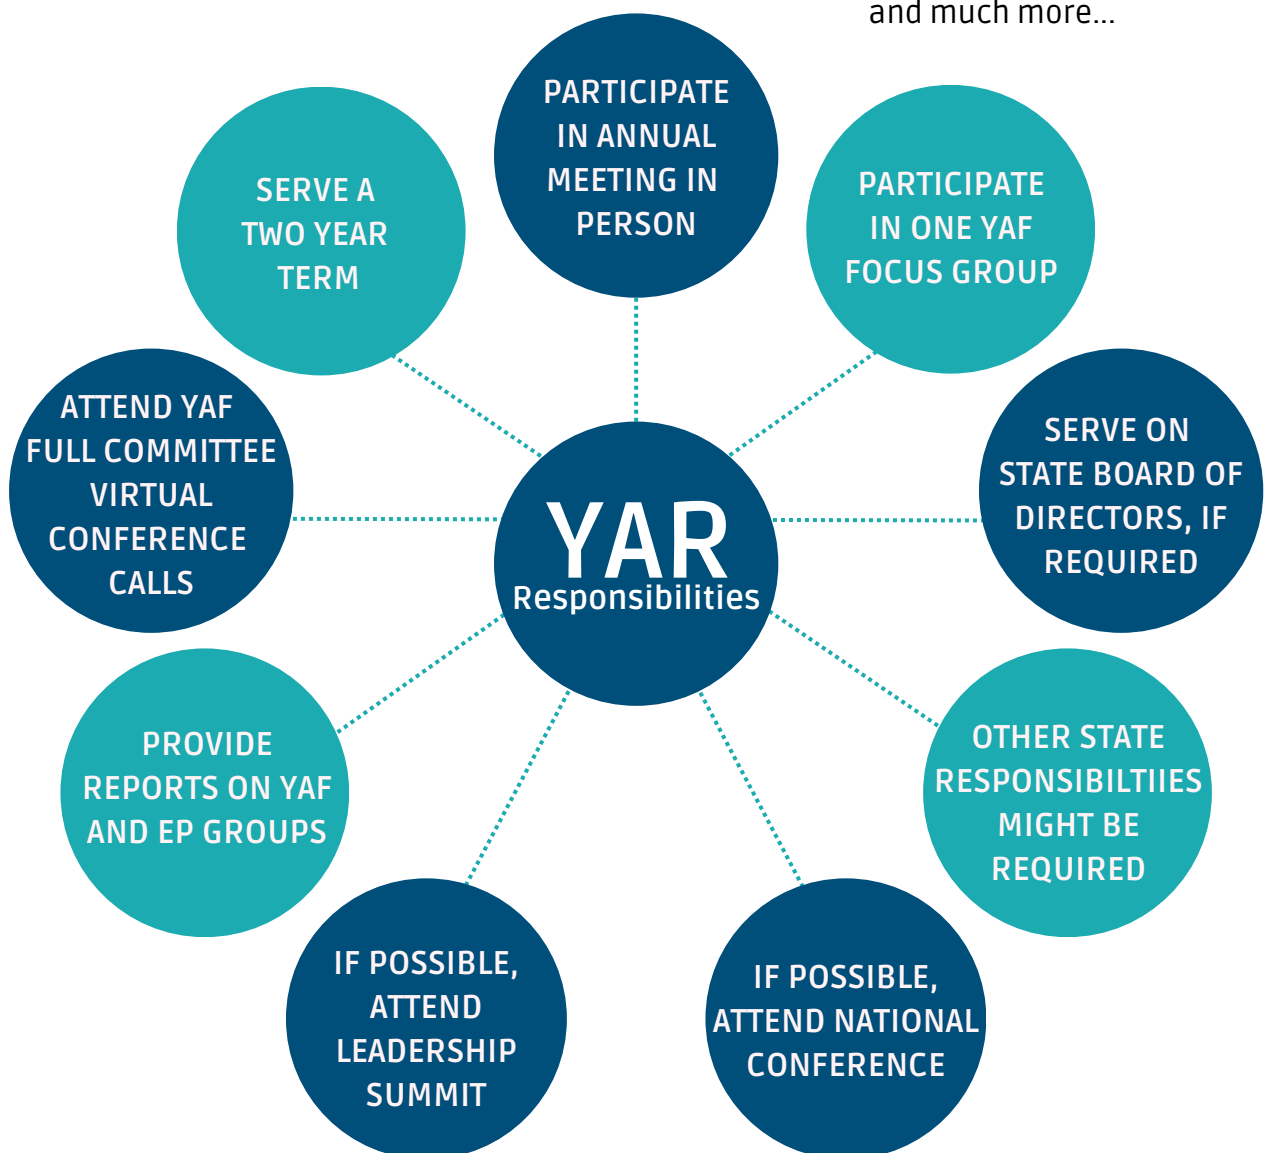 and much more...
PARTICIPATE
IN ANNUAL
MEETING IN
PERSON
SERVE A
TWO YEAR
TERM
PARTICIPATE
IN ONE YAF
FOCUS GROUP
ATTEND YAF
FULL COMMITTEE
VIRTUAL
CONFERENCE
CALLS
SERVE ON
STATE BOARD OF
DIRECTORS, IF
REQUIRED
YAR
Responsibilities
PROVIDE
REPORTS ON YAF
AND EP GROUPS
OTHER STATE
RESPONSIBILTIIES
MIGHT BE
REQUIRED
IF POSSIBLE,
ATTEND
LEADERSHIP
SUMMIT
IF POSSIBLE,
ATTEND NATIONAL
CONFERENCE